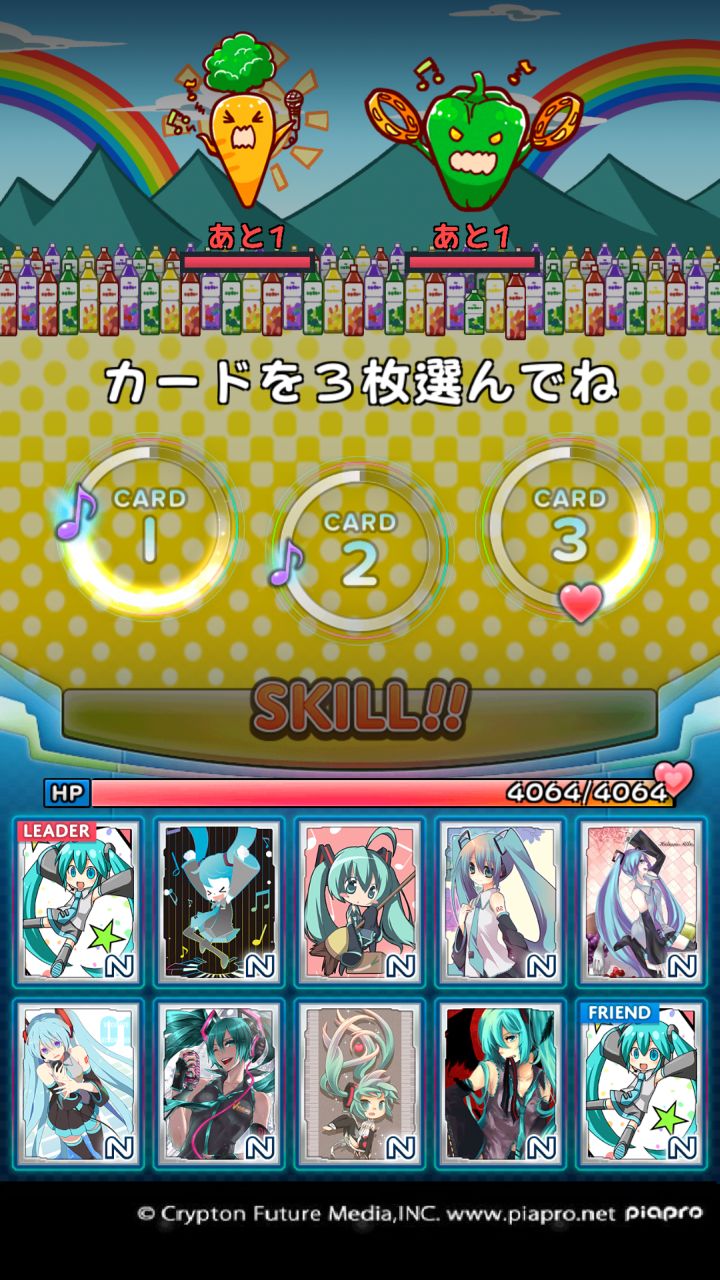 あと1
あと1
カードを3枚選んでね
CARD
1
CARD
2
CARD
3
SKILL!!
HP
4064/4064
LEADER
N
N
N
N
N
01
FRIEND
N
N
N
N
N
© Crypton Future Media,INC. www.piapro.net piapro